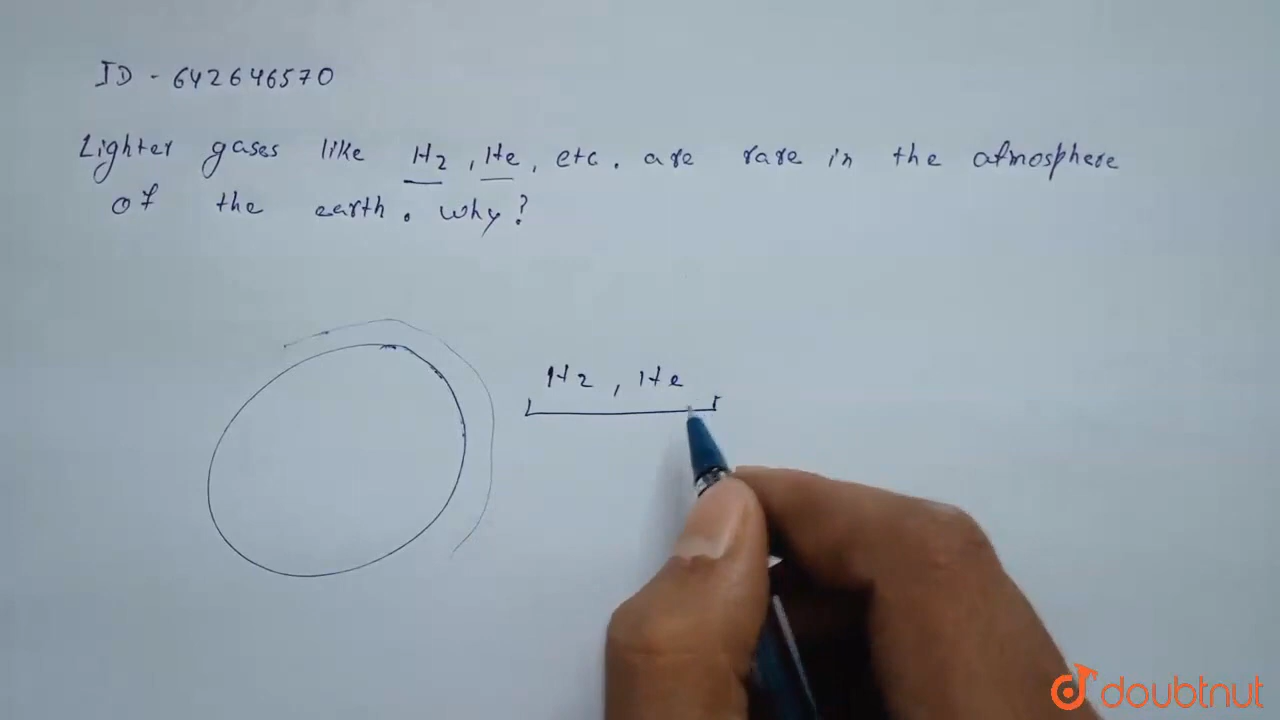 ID - 642646570
Lighter gases like H2, He, etc. are rare in the atmosphere
of the earth. why?
H2, He
doubtnut